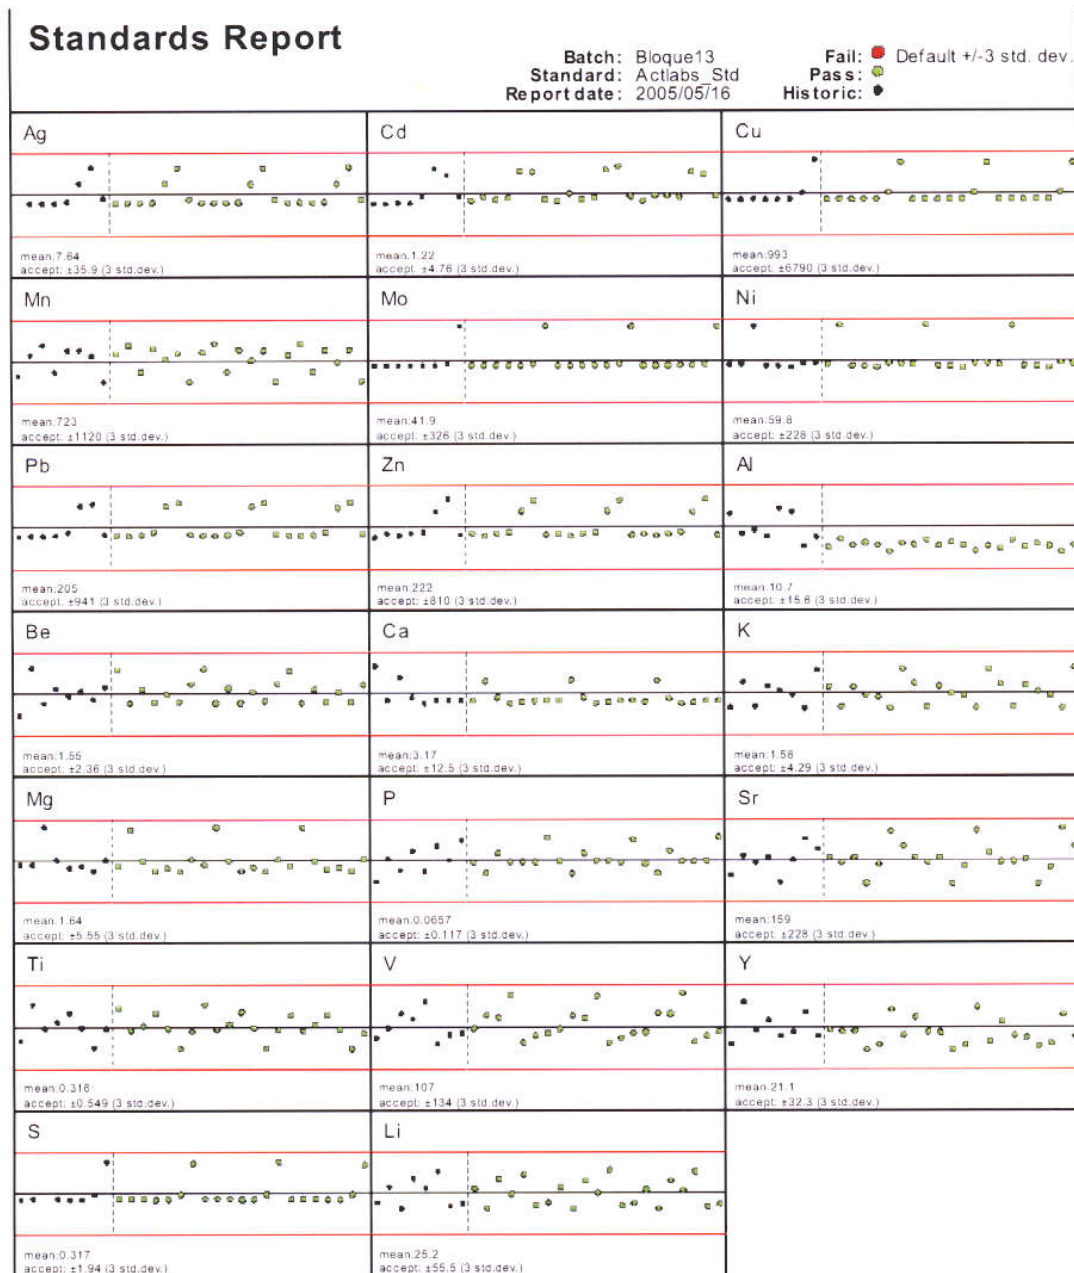 Standards Report
Batch: Bloque13
Standard: Actlabs_Std
Report date: 2005/05/16
Fail: Default +/-3 std. dev.
Pass:
Historic:
Ag
mean:7.64
accept: ±35.9 (3 std.dev.)
Cd
mean:1.22
accept: ±4.76 (3 std.dev.)
Cu
mean:993
accept: ±6790 (3 std.dev.)
Mn
mean:723
accept: ±1120 (3 std.dev.)
Mo
mean:41.9
accept: ±326 (3 std.dev.)
Ni
mean:59.8
accept: ±228 (3 std.dev.)
Pb
mean:205
accept: ±941 (3 std.dev.)
Zn
mean:222
accept: ±810 (3 std.dev.)
Al
mean:10.7
accept: ±15.6 (3 std.dev.)
Be
mean:1.55
accept: ±2.36 (3 std.dev.)
Ca
mean:3.17
accept: ±12.5 (3 std.dev.)
K
mean:1.58
accept: ±4.29 (3 std.dev.)
Mg
mean:1.64
accept: ±5.55 (3 std.dev.)
P
mean:0.0657
accept: ±0.117 (3 std.dev.)
Sr
mean:159
accept: ±228 (3 std.dev.)
Ti
mean:0.316
accept: ±0.549 (3 std.dev.)
V
mean:107
accept: ±134 (3 std.dev.)
Y
mean:21.1
accept: ±32.3 (3 std.dev.)
S
mean:0.317
accept: ±1.94 (3 std.dev.)
Li
mean:25.2
accept: ±55.5 (3 std.dev.)